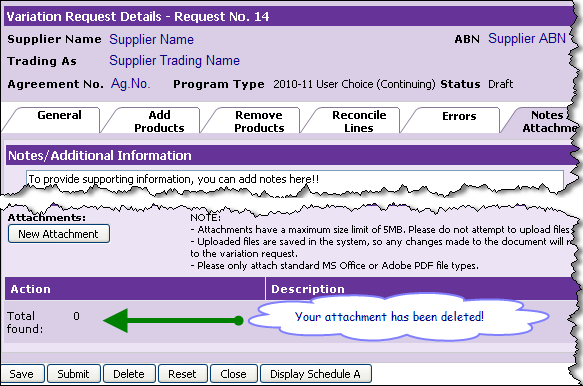 Variation Request Details - Request No. 14
Supplier Name Supplier Name ABN Supplier ABN
Trading As Supplier Trading Name
Agreement No. Ag.No. Program Type 2010-11 User Choice (Continuing) Status Draft
General
Add
Products
Remove
Products
Reconcile
Lines
Errors
Notes
Attachme
Notes/Additional Information
To provide supporting information, you can add notes here!!
Attachments:
New Attachment
NOTE:
- Attachments have a maximum size limit of 5MB. Please do not attempt to upload files
- Uploaded files are saved in the system, so any changes made to the document will
to the variation request.
- Please only attach standard MS Office or Adobe PDF file types.
Action Description
Total
found: 0
Your attachment has been deleted!
Save Submit Delete Reset Close Display Schedule A